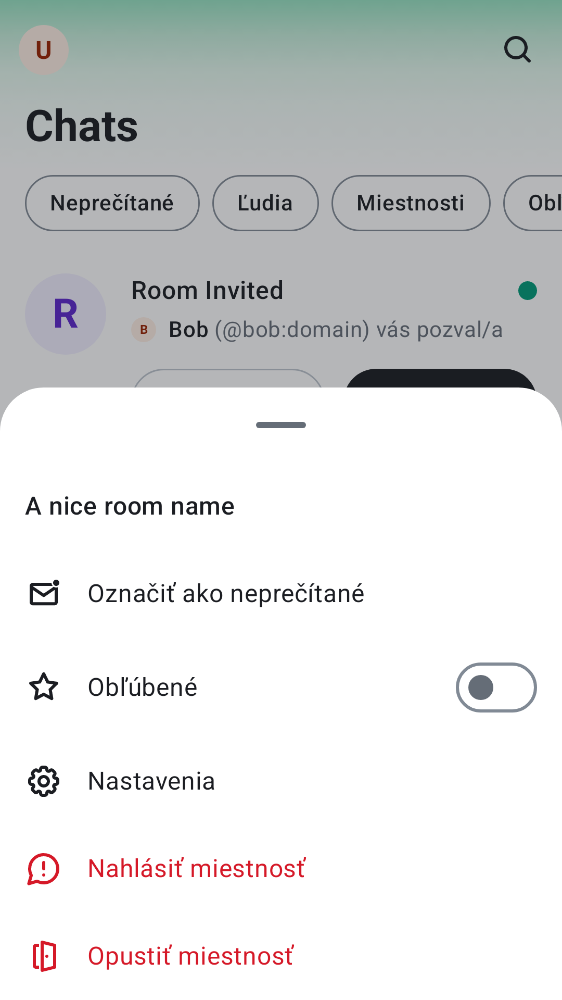 U
Chats
Neprečítané
Ľudia
Miestnosti
Obľ
R
Room Invited
B Bob (@bob:domain) vás pozval/a
A nice room name
Označiť ako neprečítané
Obľúbené
Nastavenia
Nahlásiť miestnosť
Opustiť miestnosť